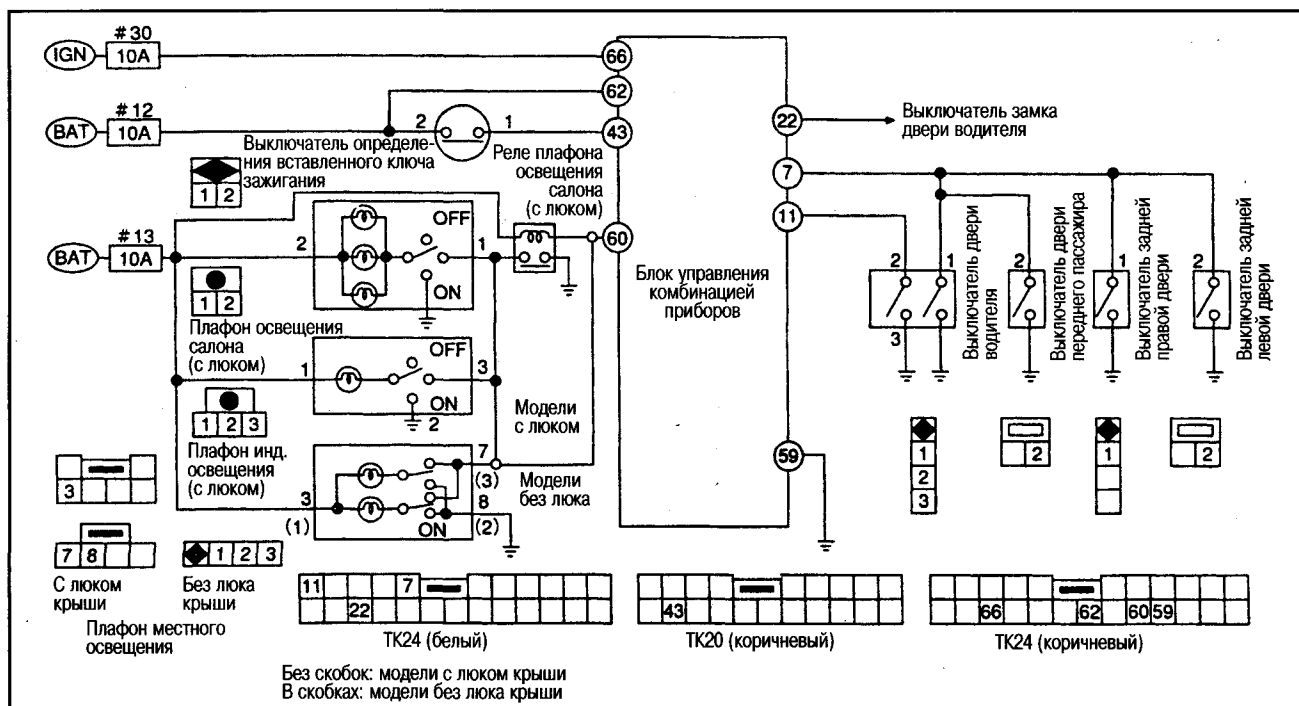 IGN
#30
10A
66
62
BAT
#12
10A
2
1
43
22
Выключатель замка
двери водителя
Выключатель определе-
ния вставленного ключа
зажигания
1 2
Реле плафона
освещения
салона
(с люком)
7
11
60
BAT
#13
10A
2
OFF
ON
1
1 2
Плафон освещения
салона
(с люком)
Блок управления
комбинацией
приборов
2
1
3
Выключатель двери
водителя
2
Выключатель двери
переднего пассажира
1
Выключатель задней
правой двери
2
Выключатель задней
левой двери
1
OFF
ON
3
2
1 2 3
Плафон инд.
освещения
(с люком)
Модели
с люком
Модели
без люка
3
(1)
7
(3)
8
(2)
ON
59
1
2
3
2
1
2
3
7 8
С люком
крыши
1 2 3
Без люка
крыши
Плафон местного
освещения
11 7
22
ТК24 (белый)
43
ТК20 (коричневый)
66 62 60 59
ТК24 (коричневый)
Без скобок: модели с люком крыши
В скобках: модели без люка крыши